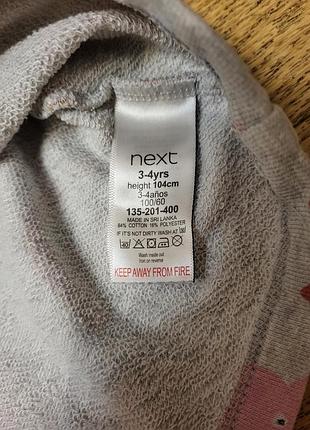 next
3-4yrs
height 104cm
3-4años
100/60
135-201-400
MADE IN SRI LANKA
84% COTTON 16% POLYESTER
IF IT'S NOT DIRTY WASH AT
Wash inside out
Iron on reverse
KEEP AWAY FROM FIRE